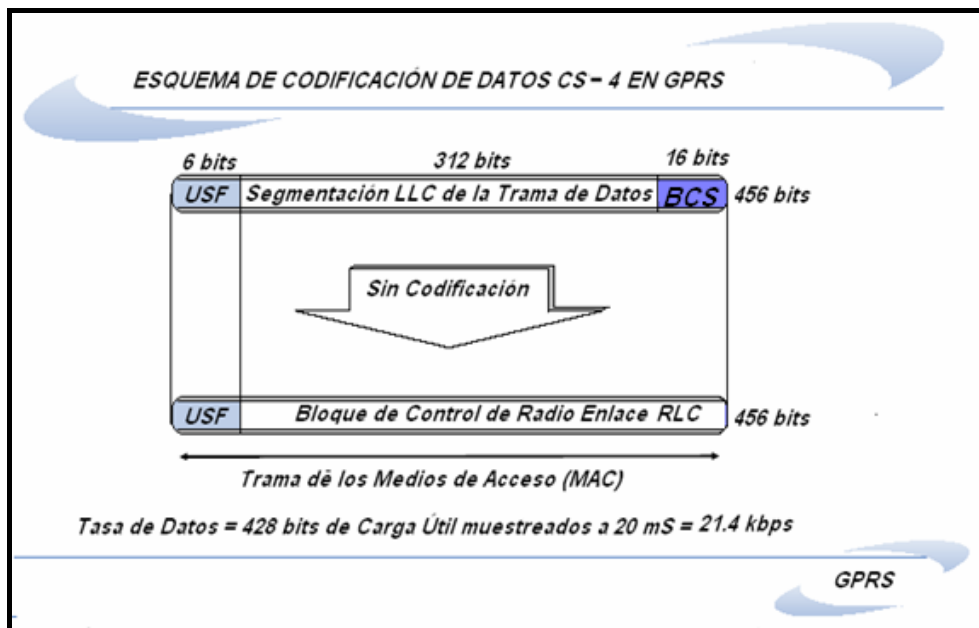 ESQUEMA DE CODIFICACIÓN DE DATOS CS – 4 EN GPRS
6 bits 312 bits 16 bits
USF Segmentación LLC de la Trama de Datos BCS 456 bits
Sin Codificación
USF Bloque de Control de Radio Enlace RLC 456 bits
Trama de los Medios de Acceso (MAC)
Tasa de Datos = 428 bits de Carga Útil muestreados a 20 mS = 21.4 kbps
GPRS